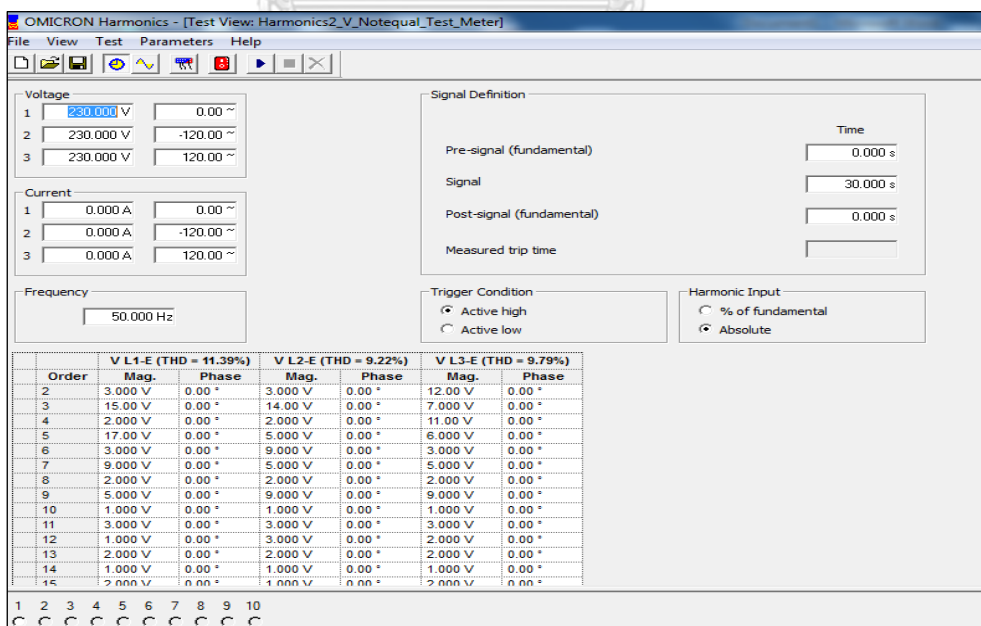 OMICRON Harmonics - [Test View: Harmonics2_V_Notequal_Test_Meter]
File View Test Parameters Help
Voltage
1 230.000 V 0.00 ~
2 230.000 V -120.00 ~
3 230.000 V 120.00 ~
Current
1 0.000 A 0.00 ~
2 0.000 A -120.00 ~
3 0.000 A 120.00 ~
Frequency
50.000 Hz
Signal Definition
Time
Pre-signal (fundamental) 0.000 s
Signal 30.000 s
Post-signal (fundamental) 0.000 s
Measured trip time
Trigger Condition
Active high
Active low
Harmonic Input
% of fundamental
Absolute
V L1-E (THD = 11.39%) V L2-E (THD = 9.22%) V L3-E (THD = 9.79%)
Order Mag. Phase Mag. Phase Mag. Phase
2 3.000 V 0.00 ° 3.000 V 0.00 ° 12.00 V 0.00 °
3 15.00 V 0.00 ° 14.00 V 0.00 ° 7.000 V 0.00 °
4 2.000 V 0.00 ° 2.000 V 0.00 ° 11.00 V 0.00 °
5 17.00 V 0.00 ° 5.000 V 0.00 ° 6.000 V 0.00 °
6 3.000 V 0.00 ° 9.000 V 0.00 ° 3.000 V 0.00 °
7 9.000 V 0.00 ° 5.000 V 0.00 ° 5.000 V 0.00 °
8 2.000 V 0.00 ° 2.000 V 0.00 ° 2.000 V 0.00 °
9 5.000 V 0.00 ° 9.000 V 0.00 ° 9.000 V 0.00 °
10 1.000 V 0.00 ° 1.000 V 0.00 ° 1.000 V 0.00 °
11 3.000 V 0.00 ° 3.000 V 0.00 ° 3.000 V 0.00 °
12 1.000 V 0.00 ° 3.000 V 0.00 ° 2.000 V 0.00 °
13 2.000 V 0.00 ° 2.000 V 0.00 ° 2.000 V 0.00 °
14 1.000 V 0.00 ° 1.000 V 0.00 ° 1.000 V 0.00 °
15 2.000 V 0.00 ° 1.000 V 0.00 ° 2.000 V 0.00 °
1 2 3 4 5 6 7 8 9 10